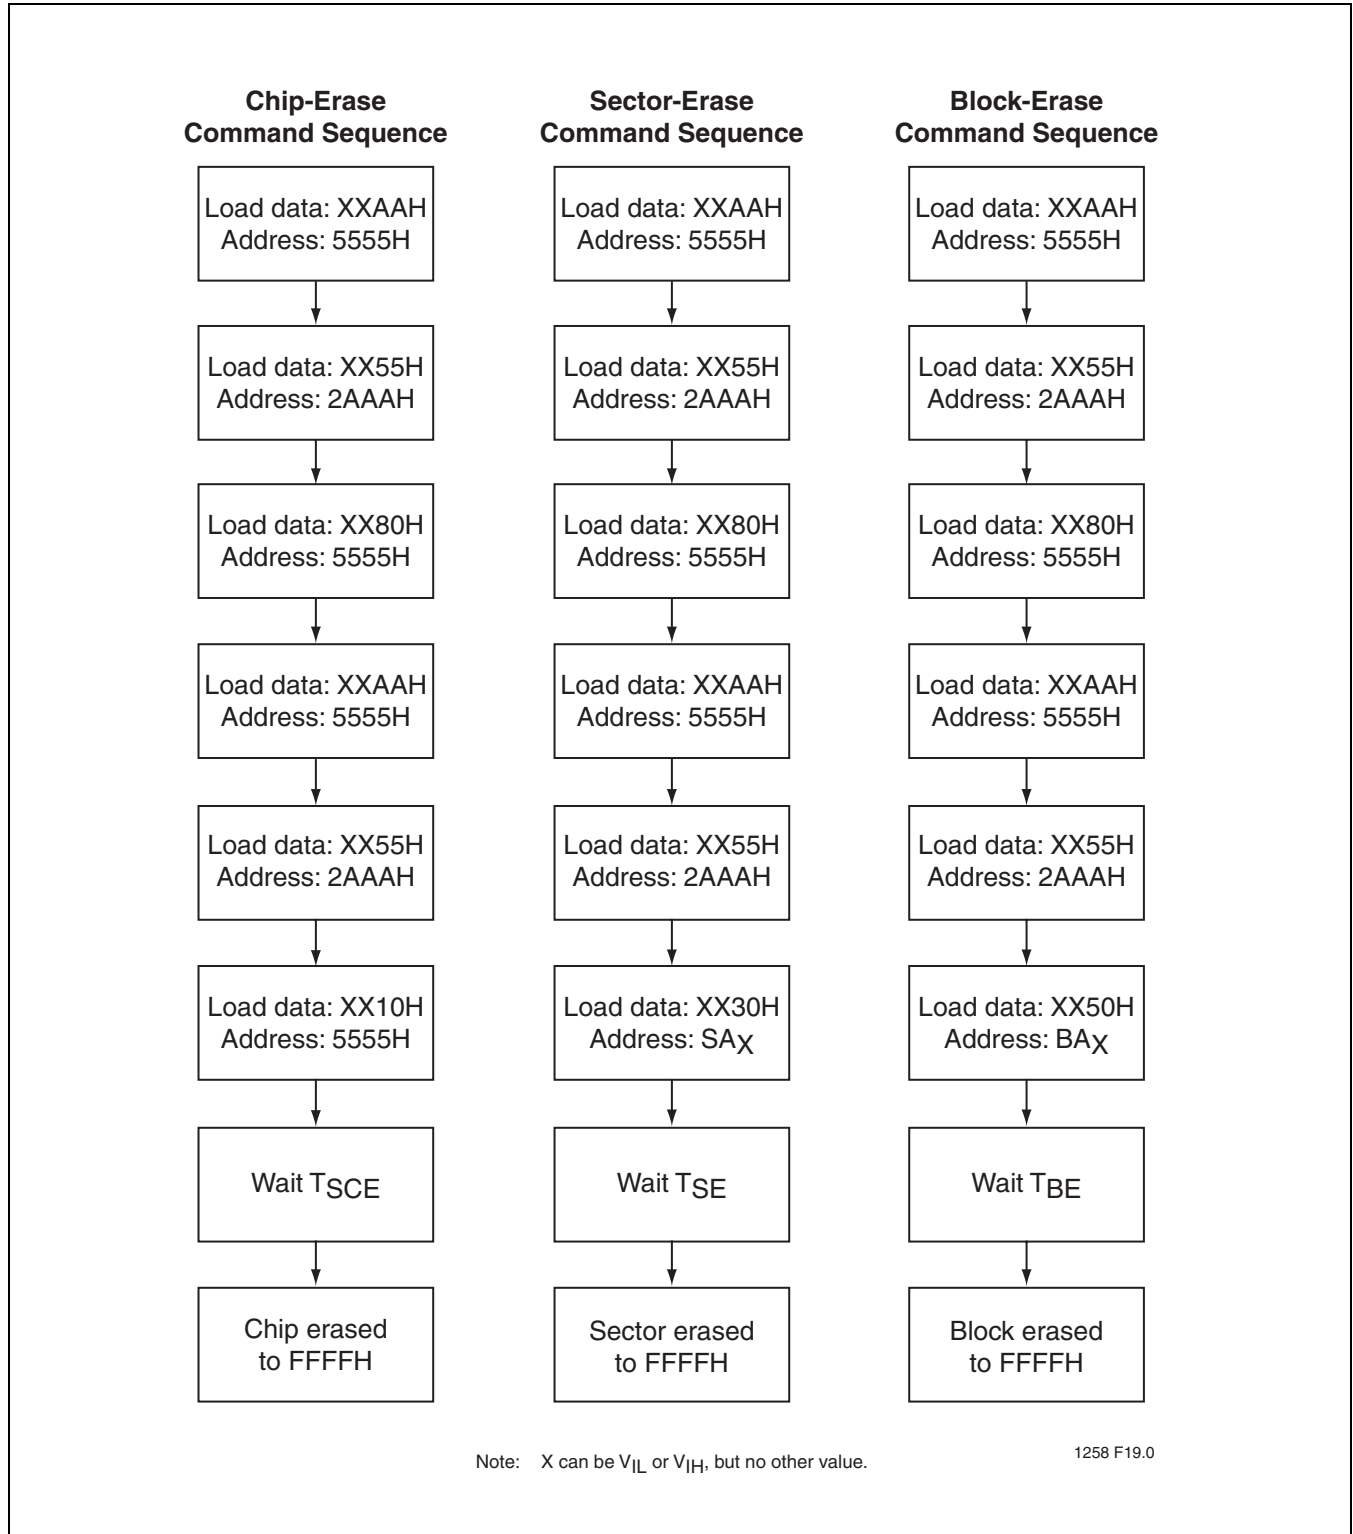 Chip-Erase
Command Sequence
Load data: XXAAH
Address: 5555H
Load data: XX55H
Address: 2AAAH
Load data: XX80H
Address: 5555H
Load data: XXAAH
Address: 5555H
Load data: XX55H
Address: 2AAAH
Load data: XX10H
Address: 5555H
Wait TSCE
Chip erased
to FFFFH
Sector-Erase
Command Sequence
Load data: XXAAH
Address: 5555H
Load data: XX55H
Address: 2AAAH
Load data: XX80H
Address: 5555H
Load data: XXAAH
Address: 5555H
Load data: XX55H
Address: 2AAAH
Load data: XX30H
Address: SAX
Wait TSE
Sector erased
to FFFFH
Block-Erase
Command Sequence
Load data: XXAAH
Address: 5555H
Load data: XX55H
Address: 2AAAH
Load data: XX80H
Address: 5555H
Load data: XXAAH
Address: 5555H
Load data: XX55H
Address: 2AAAH
Load data: XX50H
Address: BAX
Wait TBE
Block erased
to FFFFH
Note: X can be VIL or VIH, but no other value.
1258 F19.0